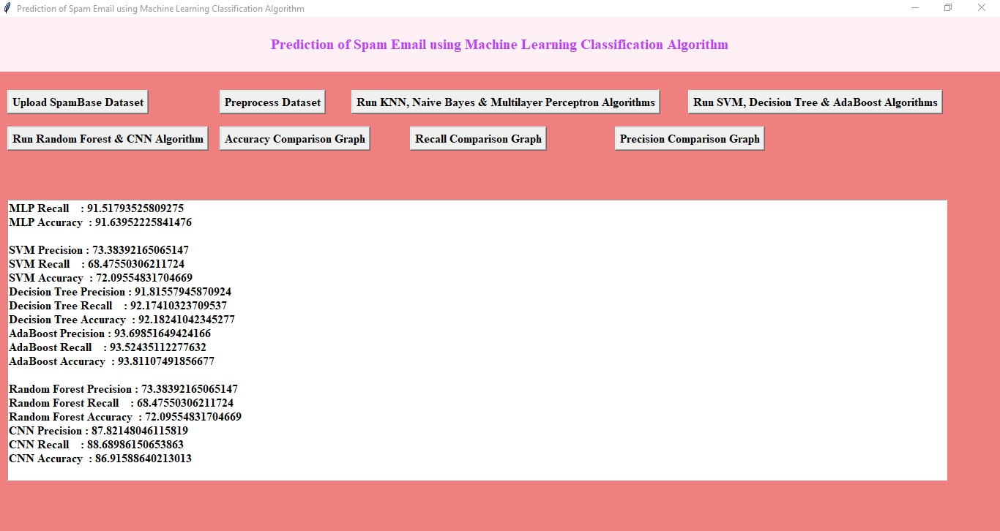 Prediction of Spam Email using Machine Learning Classification Algorithm
Prediction of Spam Email using Machine Learning Classification Algorithm
Upload SpamBase Dataset
Preprocess Dataset
Run KNN, Naive Bayes & Multilayer Perceptron Algorithms
Run SVM, Decision Tree & AdaBoost Algorithms
Run Random Forest & CNN Algorithm
Accuracy Comparison Graph
Recall Comparison Graph
Precision Comparison Graph
MLP Recall    : 91.51793525809275
MLP Accuracy  : 91.63952225841476
SVM Precision : 73.38392165065147
SVM Recall    : 68.47550306211724
SVM Accuracy  : 72.09554831704669
Decision Tree Precision : 91.81557945870924
Decision Tree Recall    : 92.17410323709537
Decision Tree Accuracy  : 92.18241042345277
AdaBoost Precision : 93.69851649424166
AdaBoost Recall    : 93.52435112277632
AdaBoost Accuracy  : 93.81107491856677
Random Forest Precision : 73.38392165065147
Random Forest Recall    : 68.47550306211724
Random Forest Accuracy  : 72.09554831704669
CNN Precision : 87.82148046115819
CNN Recall    : 88.68986150653863
CNN Accuracy  : 86.91588640213013